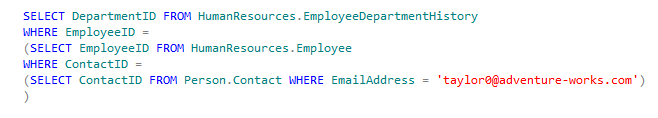 SELECT DepartmentID FROM HumanResources.EmployeeDepartmentHistory
WHERE EmployeeID =
(SELECT EmployeeID FROM HumanResources.Employee
WHERE ContactID =
(SELECT ContactID FROM Person.Contact WHERE EmailAddress = 'taylor0@adventure-works.com')
)